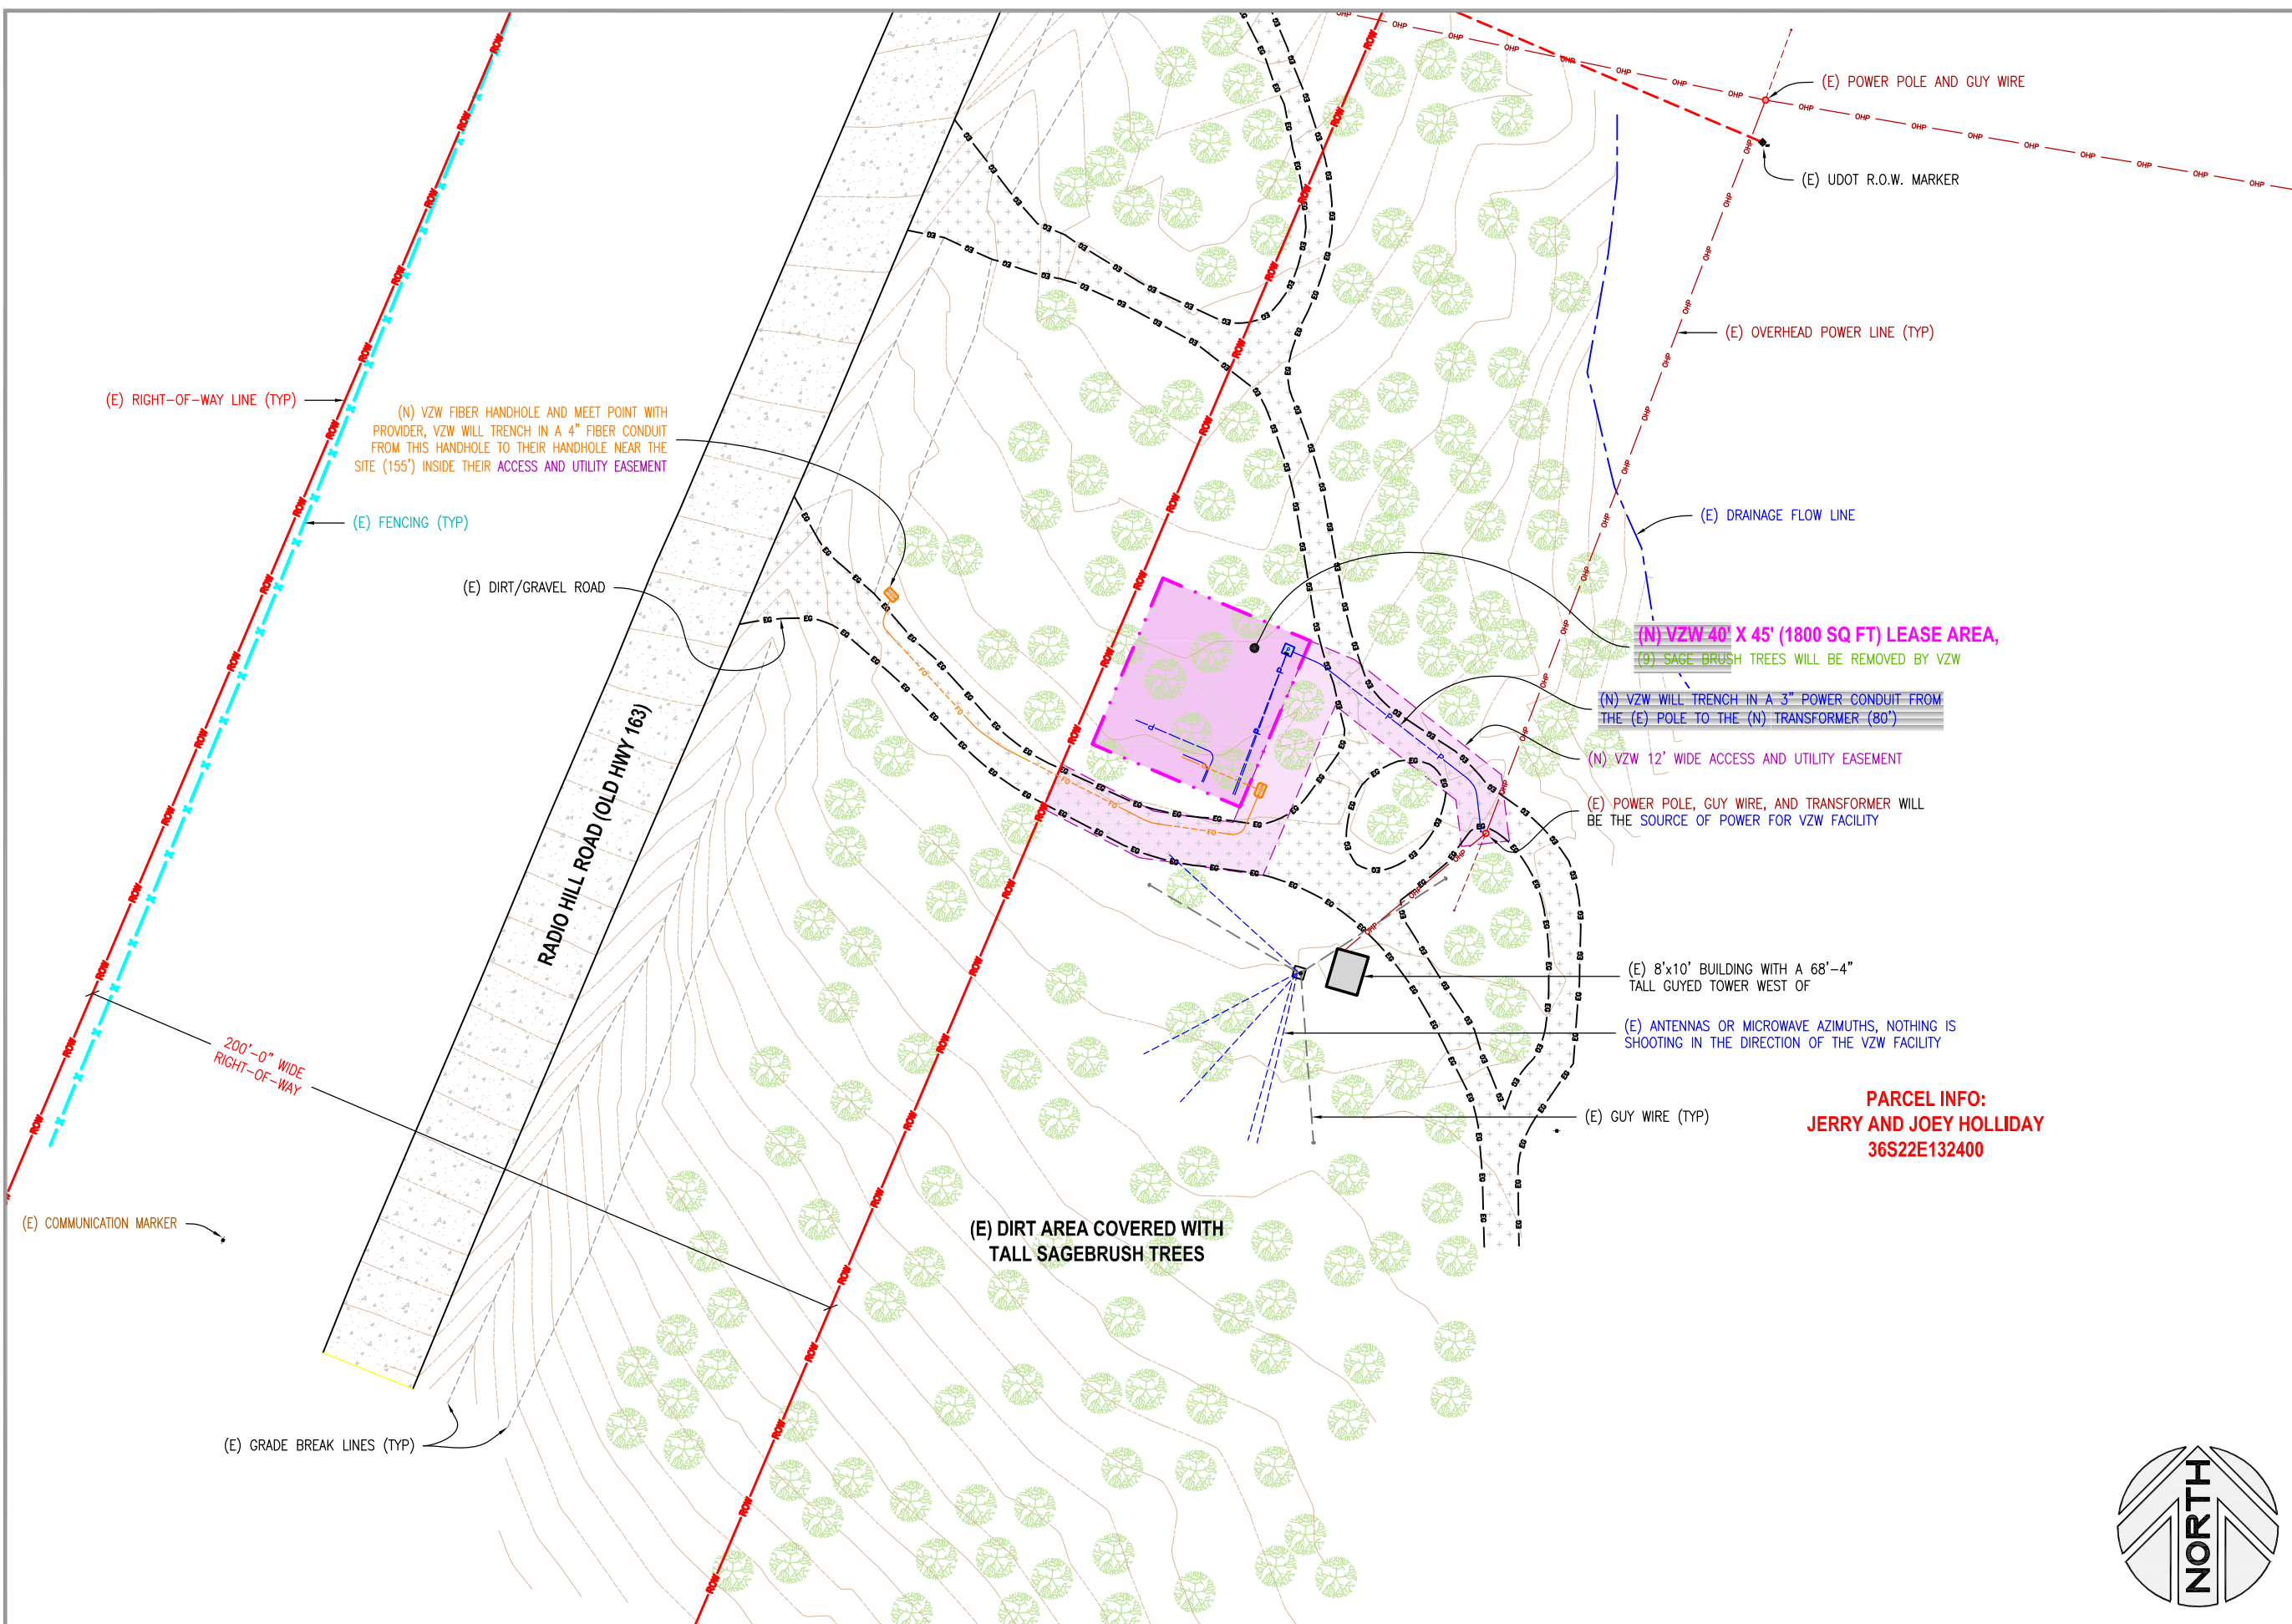 (E) POWER POLE AND GUY WIRE
(E) UDOT R.O.W. MARKER
(E) OVERHEAD POWER LINE (TYP)
(E) RIGHT-OF-WAY LINE (TYP)
(N) VZW FIBER HANDHOLE AND MEET POINT WITH
PROVIDER, VZW WILL TRENCH IN A 4" FIBER CONDUIT
FROM THIS HANDHOLE TO THEIR HANDHOLE NEAR THE
SITE (155') INSIDE THEIR ACCESS AND UTILITY EASEMENT
(E) FENCING (TYP)
(E) DRAINAGE FLOW LINE
(E) DIRT/GRAVEL ROAD
(N) VZW 40' X 45' (1800 SQ FT) LEASE AREA,
(9) SAGE BRUSH TREES WILL BE REMOVED BY VZW
(N) VZW WILL TRENCH IN A 3" POWER CONDUIT FROM
THE (E) POLE TO THE (N) TRANSFORMER (80')
(N) VZW 12' WIDE ACCESS AND UTILITY EASEMENT
(E) POWER POLE, GUY WIRE, AND TRANSFORMER WILL
BE THE SOURCE OF POWER FOR VZW FACILITY
RADIO HILL ROAD (OLD HWY 163)
(E) 8'x10' BUILDING WITH A 68'-4"
TALL GUYED TOWER WEST OF
(E) ANTENNAS OR MICROWAVE AZIMUTHS, NOTHING IS
SHOOTING IN THE DIRECTION OF THE VZW FACILITY
200'-0" WIDE
RIGHT-OF-WAY
(E) GUY WIRE (TYP)
PARCEL INFO:
JERRY AND JOEY HOLLIDAY
36S22E132400
(E) COMMUNICATION MARKER
(E) DIRT AREA COVERED WITH
TALL SAGEBRUSH TREES
(E) GRADE BREAK LINES (TYP)
NORTH
ROW
OHP
EG
FO
P
X